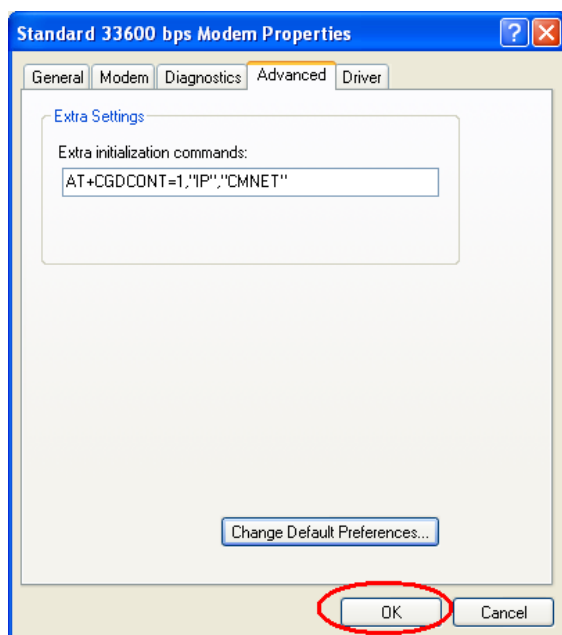 Standard 33600 bps Modem Properties
General Modem Diagnostics Advanced Driver
Extra Settings
Extra initialization commands:
AT+CGDCONT=1,"IP","CMNET"
Change Default Preferences...
OK Cancel